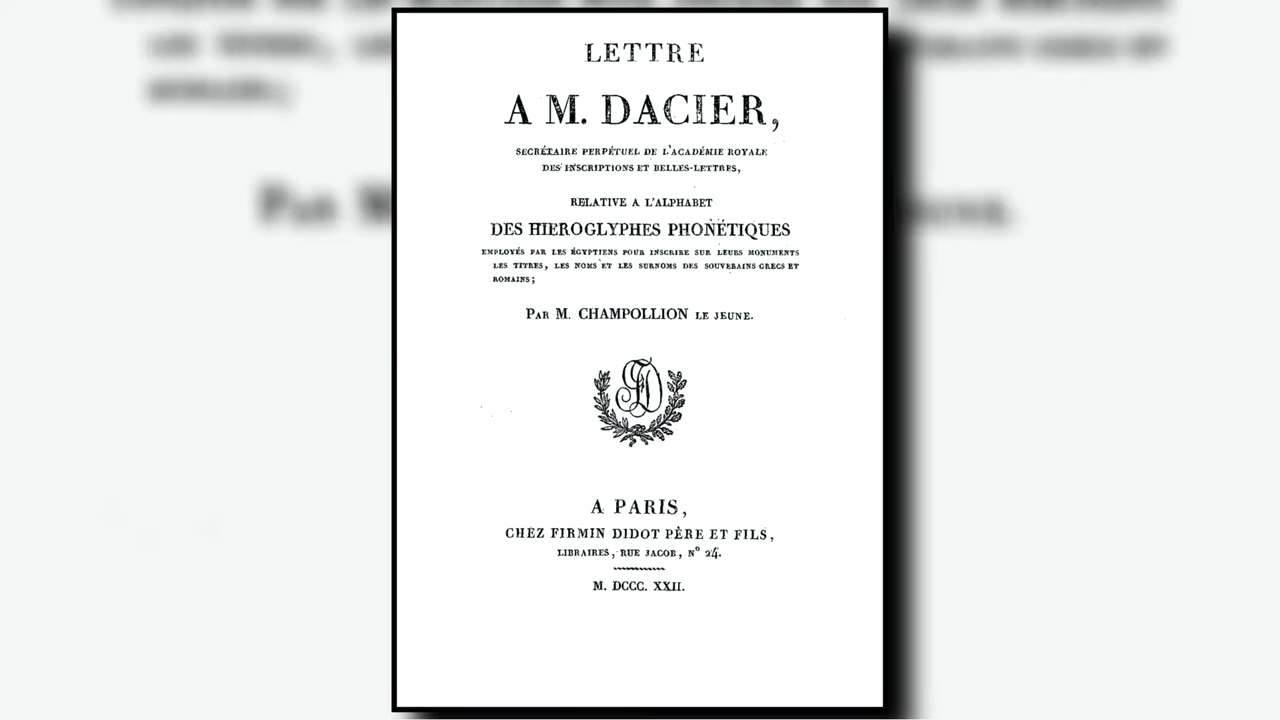 LETTRE
A M. DACIER,
SECRÉTAIRE PERPÉTUEL DE L'ACADÉMIE ROYALE
DES INSCRIPTIONS ET BELLES-LETTRES,
RELATIVE A L'ALPHABET
DES HIEROGLYPHES PHONÉTIQUES
EMPLOYÉS PAR LES ÉGYPTIENS POUR INSCRIRE SUR LEURS MONUMENTS
LES TITRES, LES NOMS ET LES SURNOMS DES SOUVERAINS GRECS ET
ROMAINS;
PAR M. CHAMPOLLION LE JEUNE.
A PARIS,
CHEZ FIRMIN DIDOT PÈRE ET FILS,
LIBRAIRES, RUE JACOB, Nº 24.
M. DCCC. XXII.